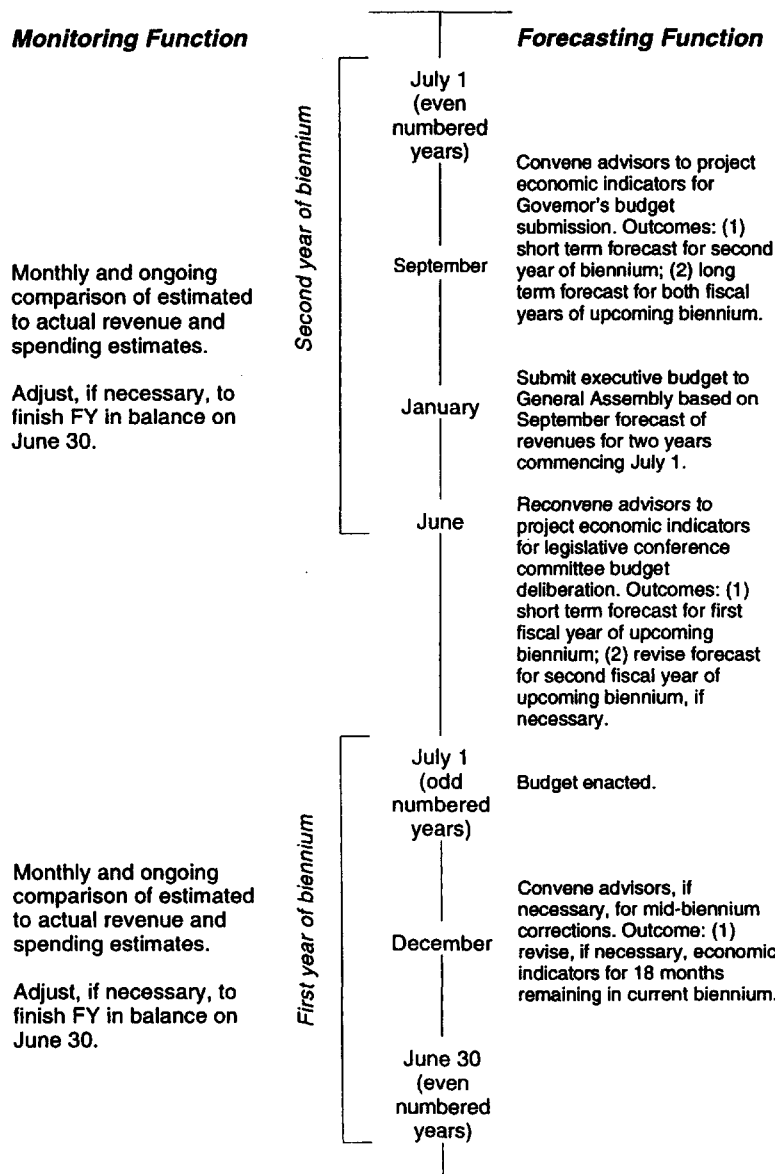 Monitoring Function
Forecasting Function
Second year of biennium
July 1
(even
numbered
years)
Convene advisors to project
economic indicators for
Governor's budget
submission. Outcomes: (1)
short term forecast for second
year of biennium; (2) long
term forecast for both fiscal
years of upcoming biennium.
September
Monthly and ongoing
comparison of estimated
to actual revenue and
spending estimates.
Adjust, if necessary, to
finish FY in balance on
June 30.
January
Submit executive budget to
General Assembly based on
September forecast of
revenues for two years
commencing July 1.
June
Reconvene advisors to
project economic indicators
for legislative conference
committee budget
deliberation. Outcomes: (1)
short term forecast for first
fiscal year of upcoming
biennium; (2) revise forecast
for second fiscal year of
upcoming biennium, if
necessary.
First year of biennium
July 1
(odd
numbered
years)
Budget enacted.
Monthly and ongoing
comparison of estimated
to actual revenue and
spending estimates.
Adjust, if necessary, to
finish FY in balance on
June 30.
December
Convene advisors, if
necessary, for mid-biennium
corrections. Outcome: (1)
revise, if necessary, economic
indicators for 18 months
remaining in current biennium.
June 30
(even
numbered
years)